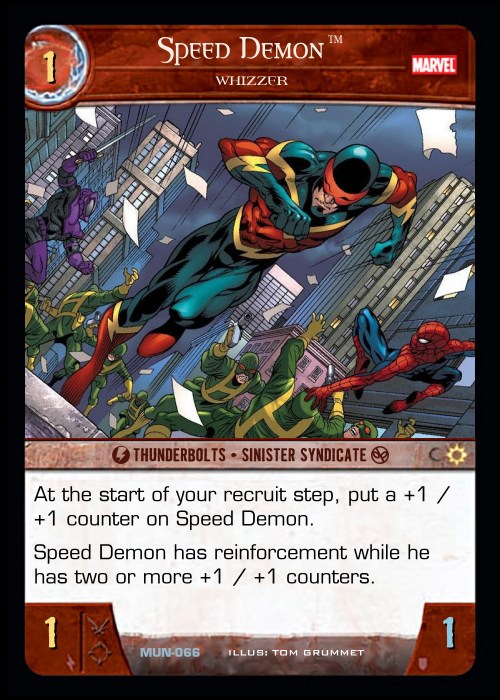 1
SPEED DEMON™
WHIZZER
MARVEL
THUNDERBOLTS • SINISTER SYNDICATE
C
At the start of your recruit step, put a +1 /
+1 counter on Speed Demon.
Speed Demon has reinforcement while he
has two or more +1 / +1 counters.
1
MUN-066 ILLUS: TOM GRUMMET
1